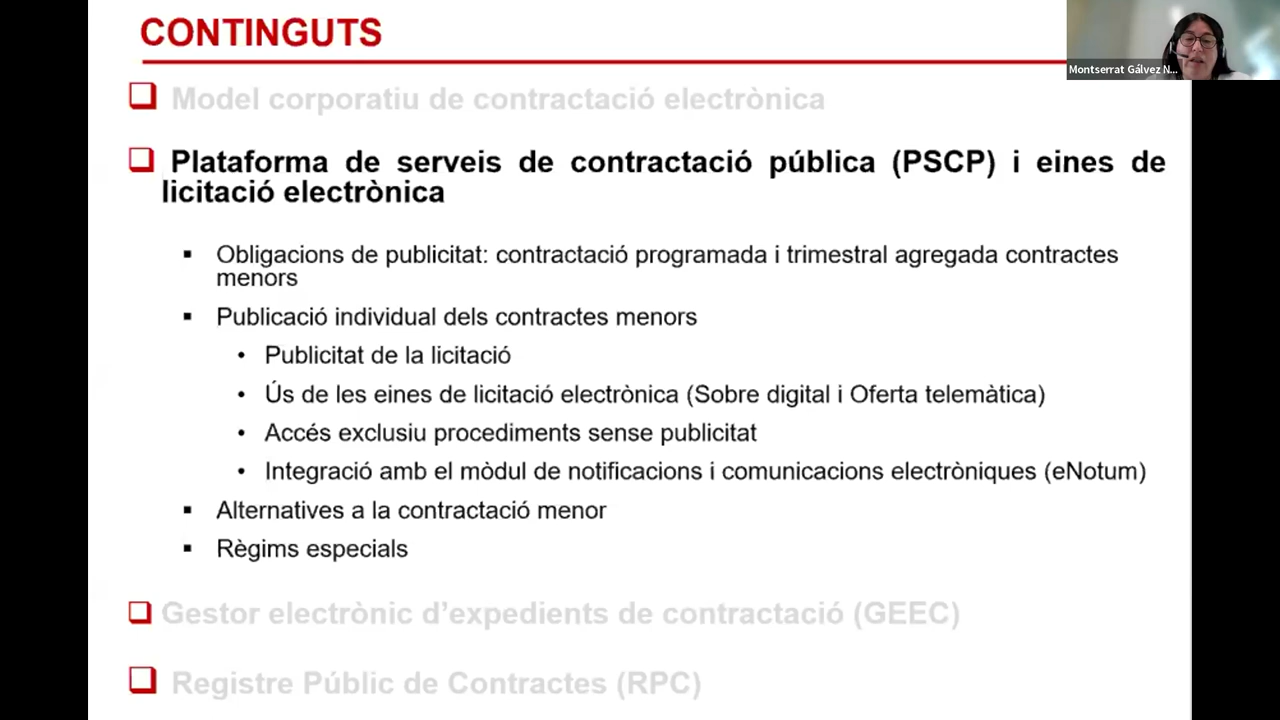 CONTINGUTS
Montserrat Gálvez N...
Model corporatiu de contractació electrònica
Plataforma de serveis de contractació pública (PSCP) i eines de
licitació electrònica
Obligacions de publicitat: contractació programada i trimestral agregada contractes
menors
Publicació individual dels contractes menors
Publicitat de la licitació
Ús de les eines de licitació electrònica (Sobre digital i Oferta telemàtica)
Accés exclusiu procediments sense publicitat
Integració amb el mòdul de notificacions i comunicacions electròniques (eNotum)
Alternatives a la contractació menor
Règims especials
Gestor electrònic d’expedients de contractació (GEEC)
Registre Públic de Contractes (RPC)